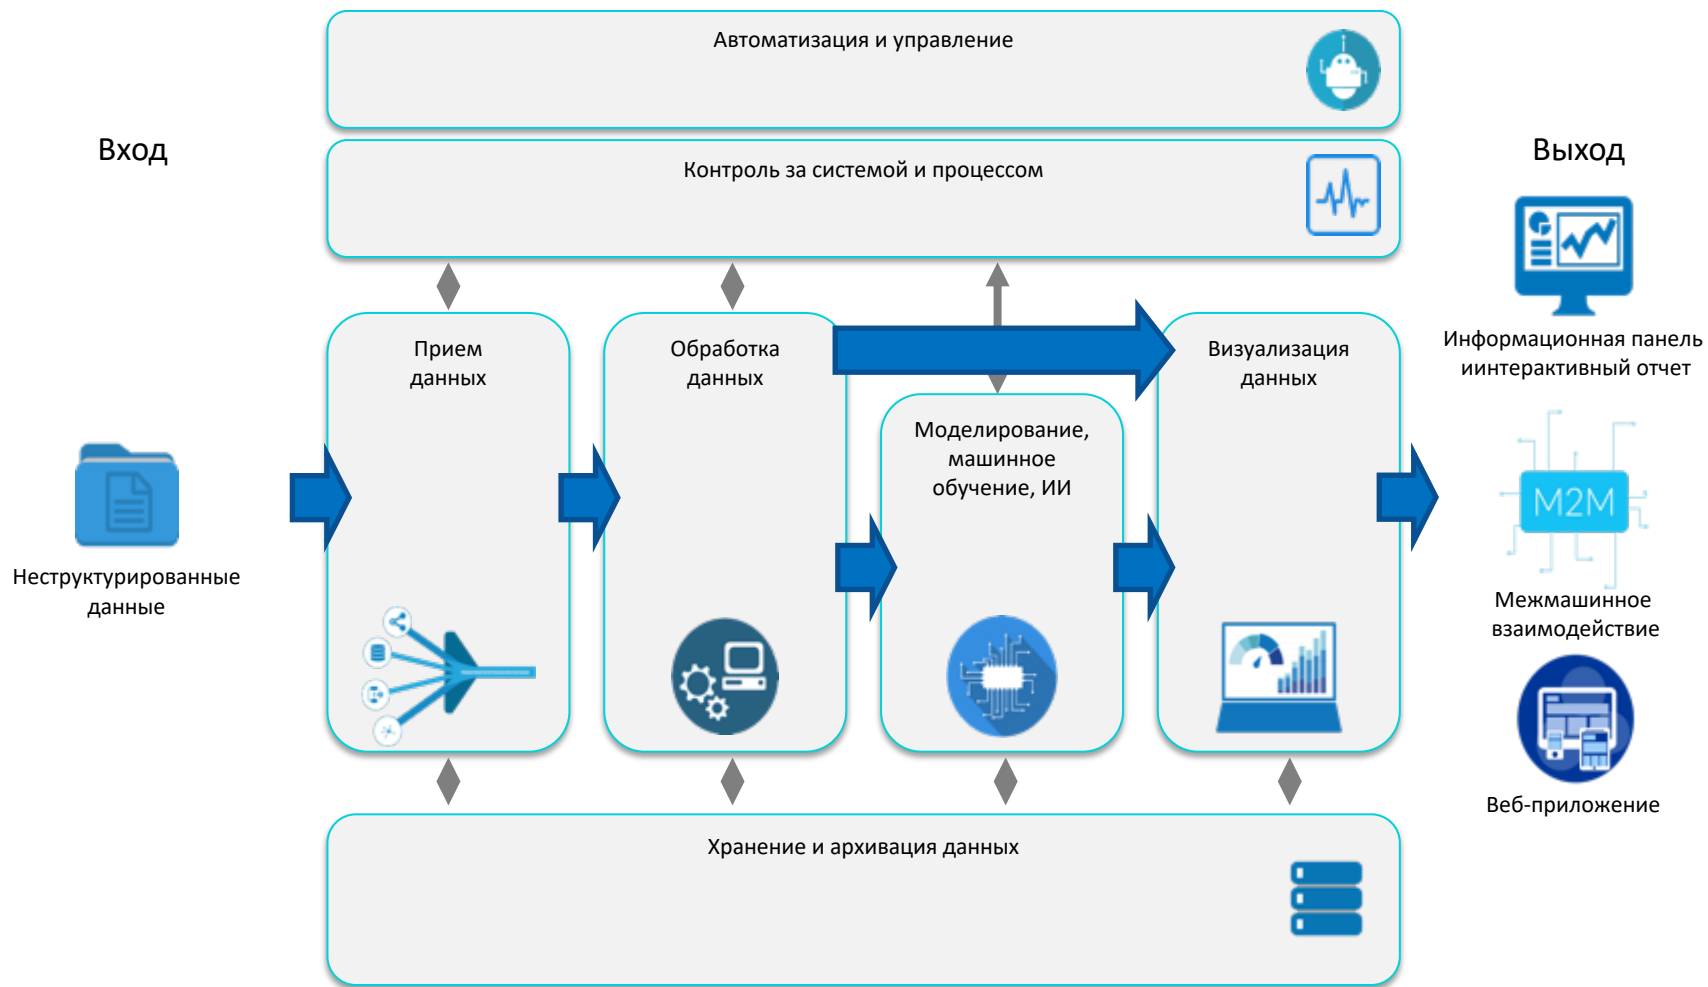 Автоматизация и управление
Вход
Контроль за системой и процессом
Выход
Прием
данных
Обработка
данных
Визуализация
данных
Информационная панель
иинтерактивный отчет
Моделирование,
машинное
обучение, ИИ
M2M
Неструктурированные
данные
Межмашинное
взаимодействие
Веб-приложение
Хранение и архивация данных